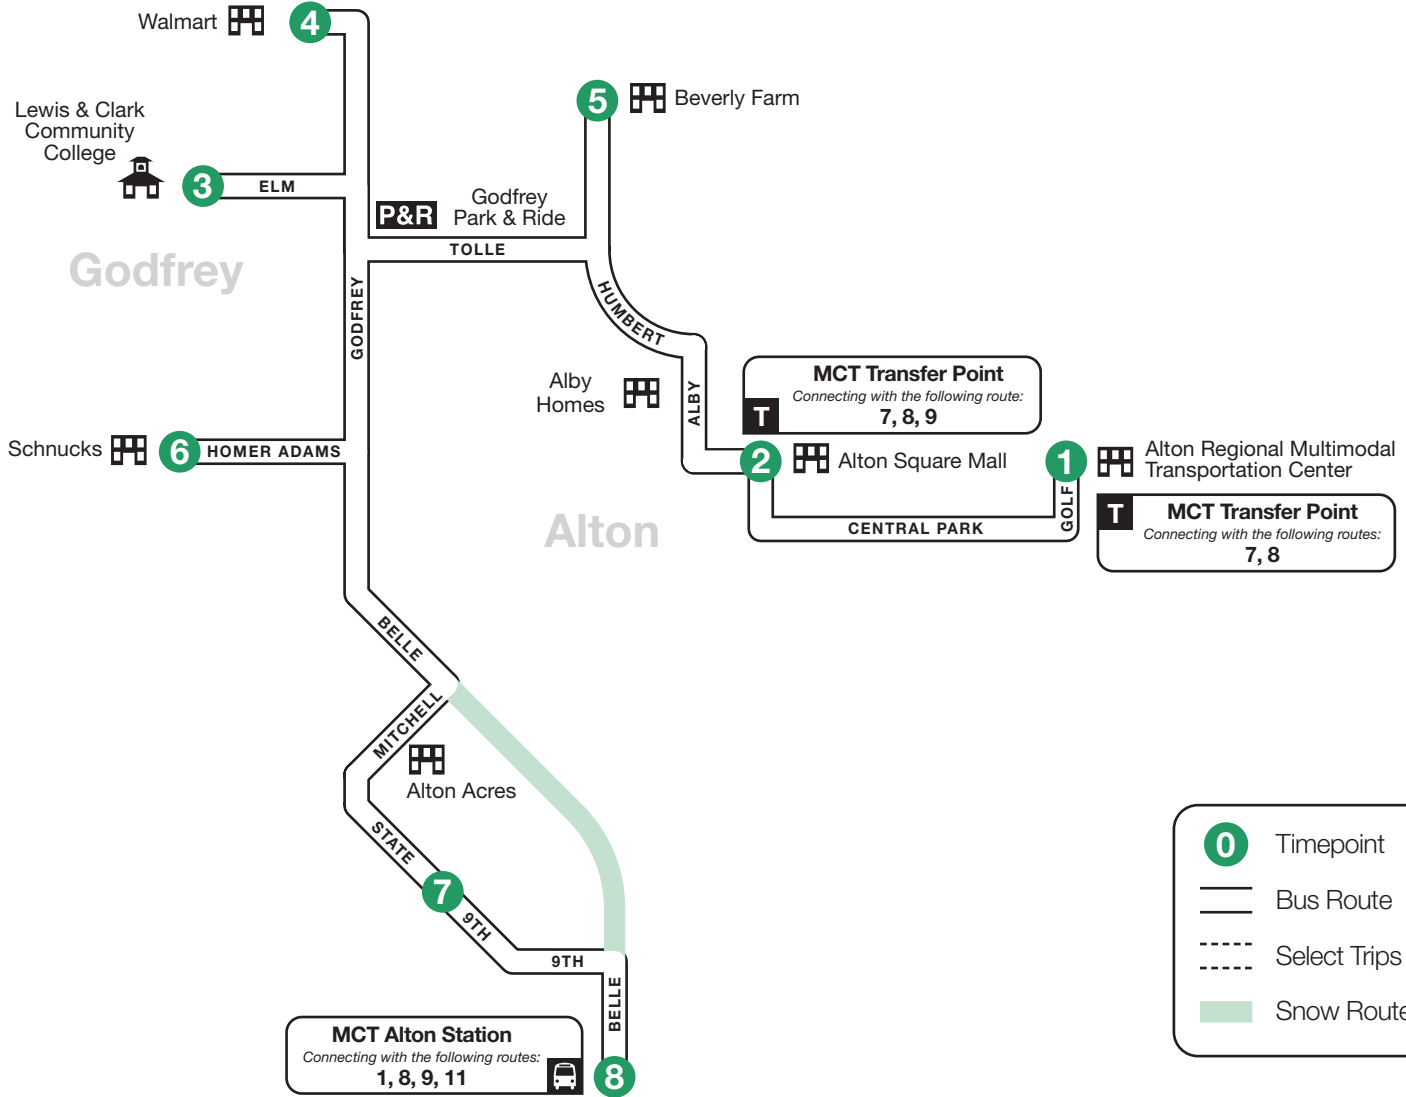 Walmart
4
5
Beverly Farm
Lewis & Clark
Community
College
3
ELM
P&R
Godfrey
Park & Ride
TOLLE
Godfrey
GODFREY
HUMBERT
Alby
Homes
ALBY
MCT Transfer Point
Connecting with the following route:
T
7, 8, 9
Schnucks
6
HOMER ADAMS
2
Alton Square Mall
1
Alton Regional Multimodal
Transportation Center
GOLF
CENTRAL PARK
T
MCT Transfer Point
Connecting with the following routes:
7, 8
Alton
BELLE
MITCHELL
Alton Acres
STATE
7
9TH
9TH
BELLE
MCT Alton Station
Connecting with the following routes:
1, 8, 9, 11
8
0
Timepoint
Bus Route
Select Trips
Snow Route